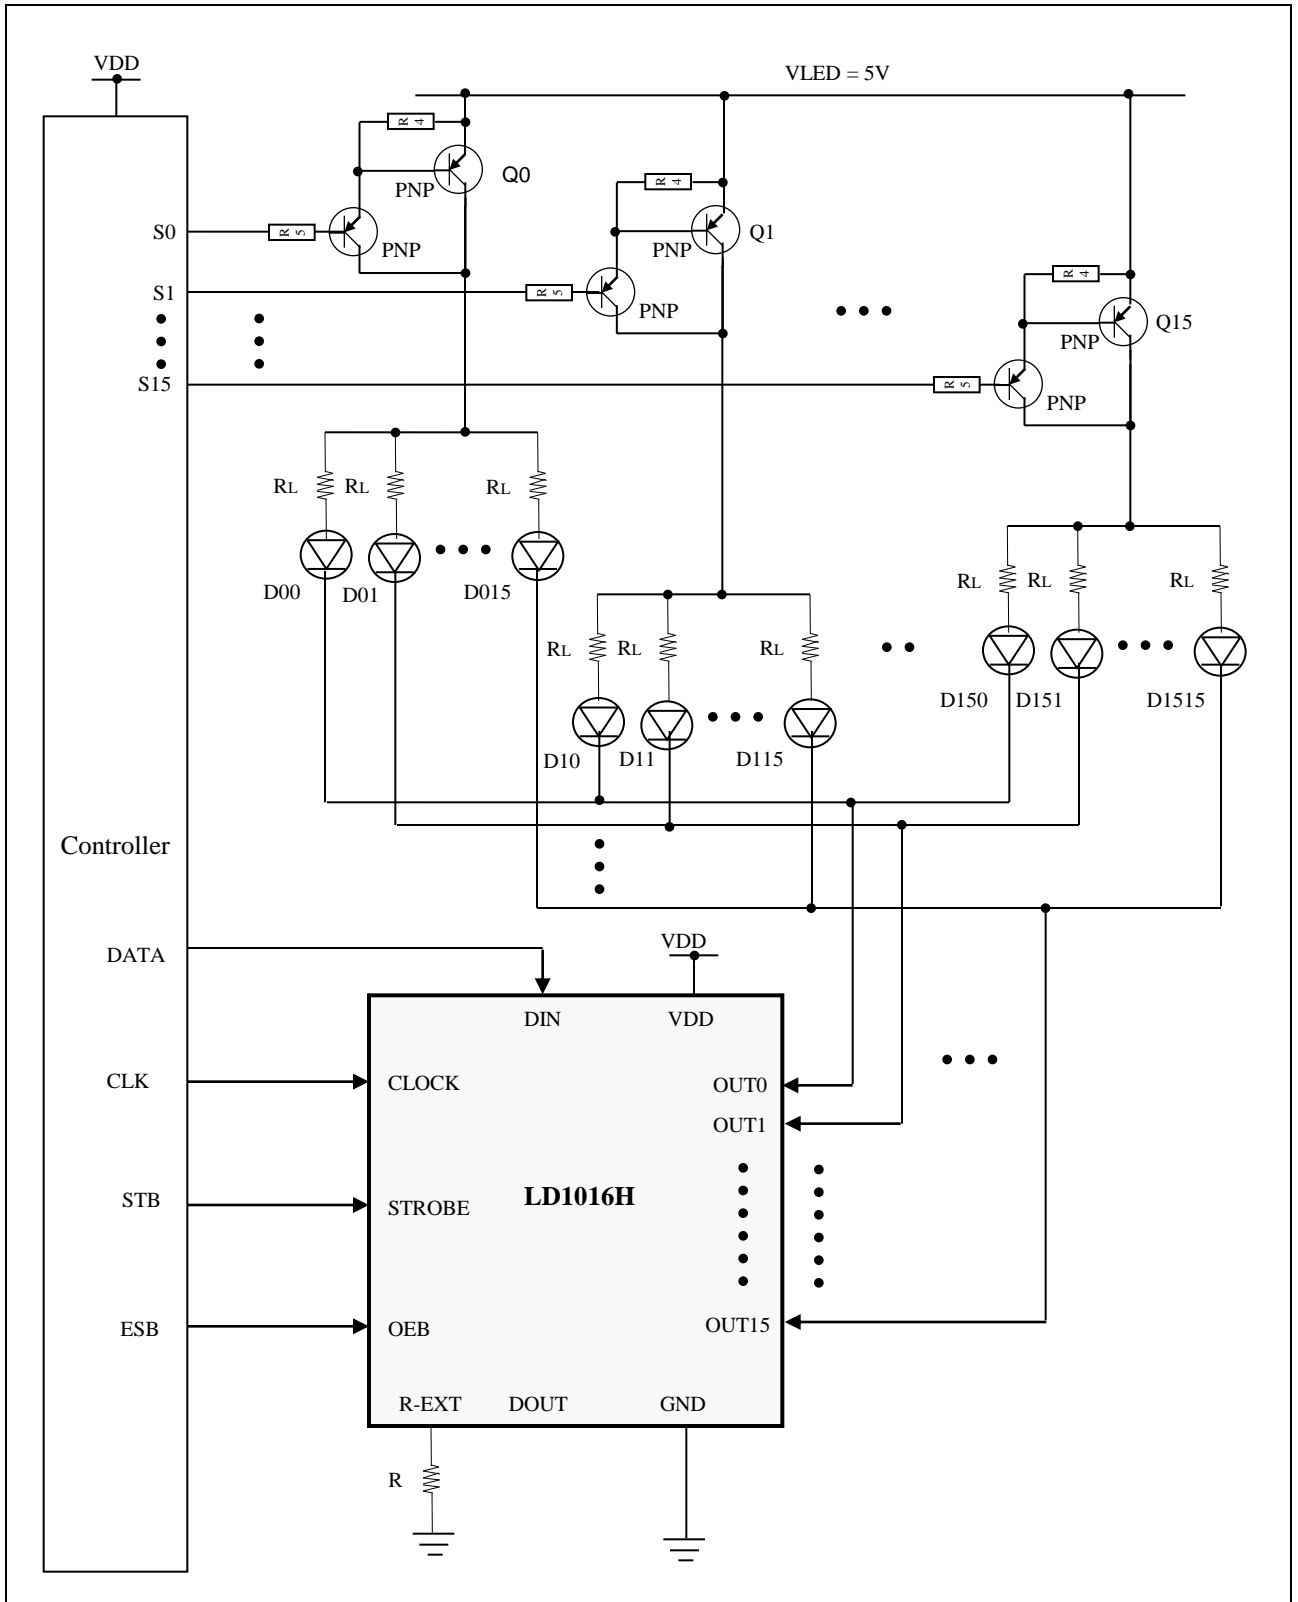 VDD
VLED = 5V
R4
PNP
Q0
R4
S0
R5
PNP
PNP
Q1
S1
R5
PNP
R4
PNP
Q15
S15
R5
PNP
RL
RL
RL
D00
D01
D015
RL
RL
RL
RL
RL
RL
D10
D11
D115
D150
D151
D1515
Controller
DATA
VDD
DIN
VDD
CLK
CLOCK
OUT0
OUT1
STB
STROBE
LD1016H
ESB
OEB
OUT15
R-EXT
DOUT
GND
R